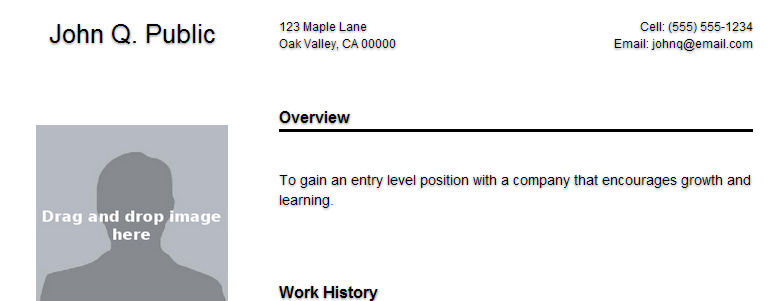 John Q. Public
123 Maple Lane
Oak Valley, CA 00000
Cell: (555) 555-1234
Email: johnq@email.com
Drag and drop image
here
Overview
To gain an entry level position with a company that encourages growth and
learning.
Work History